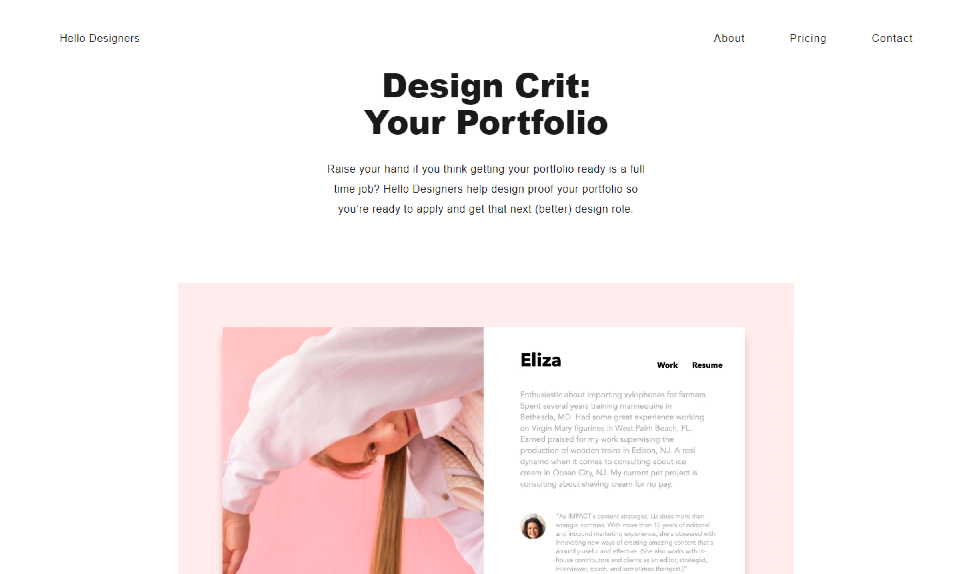 Hello Designers
About Pricing Contact
Design Crit:
Your Portfolio
Raise your hand if you think getting your portfolio ready is a full
time job? Hello Designers help design proof your portfolio so
you're ready to apply and get that next (better) design role.
Eliza
Work Resume
Enthusiastic about importing xylophones for farmers.
Spent several years training mannequins in
Bethesda, MD. Had some great experience working
on Virgin Mary figurines in West Palm Beach, FL.
Earned praised for my work supervising the
production of wooden trains in Edison, NJ. A real
dynamo when it comes to consulting about ice
cream in Ocean City, NJ. My current pet project is
consulting about shaving cream for no pay.
"As IMPACT's content strategist, Liz does more than
wrangle commas. With more than 10 years of editorial
and inbound marketing experience, she's obsessed with
innovating new ways of creating amazing content that's
absurdly useful and effective. (She also works with in-
house contributors and clients as an editor, strategist,
interviewer, coach, and sometimes therapist.)"